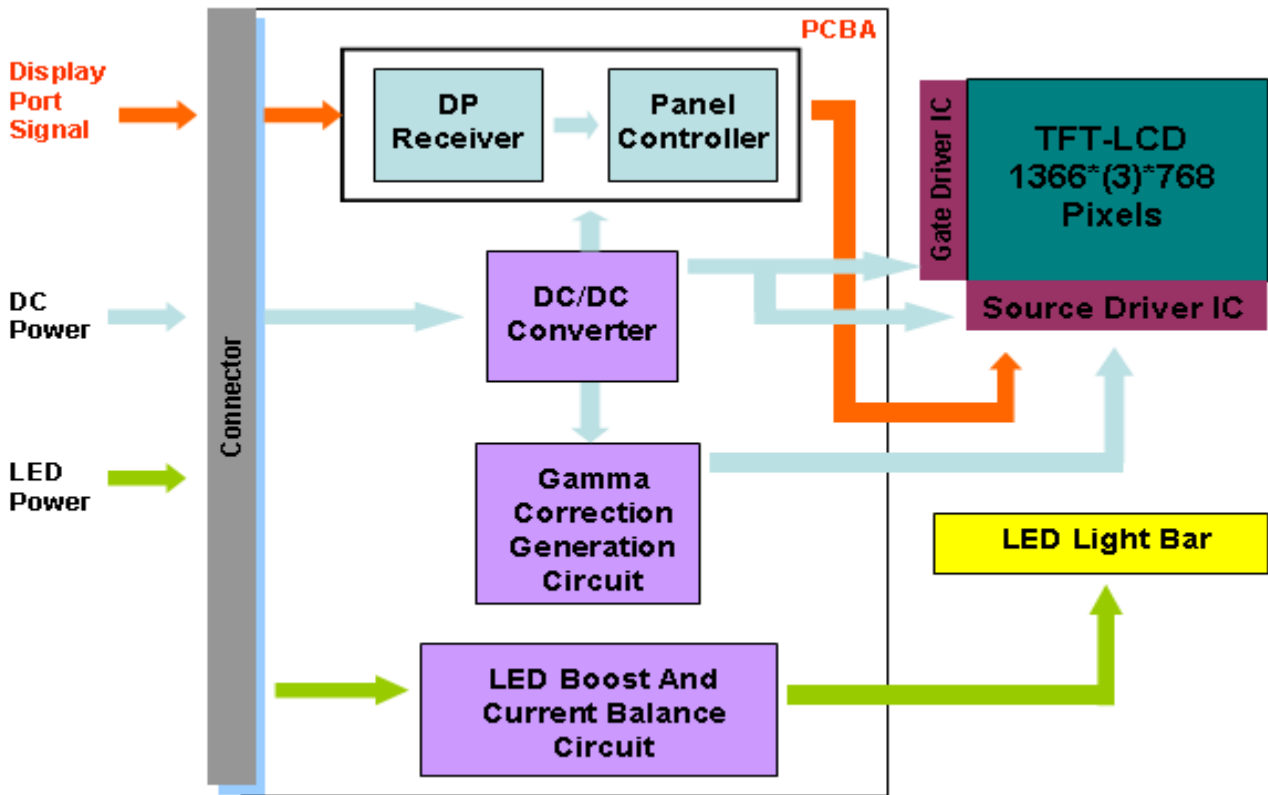 PCBA
Display
Port
Signal
DP
Receiver
Panel
Controller
Gate Driver IC
TFT-LCD
1366*(3)*768
Pixels
Source Driver IC
DC
Power
DC/DC
Converter
Connector
LED
Power
Gamma
Correction
Generation
Circuit
LED Light Bar
LED Boost And
Current Balance
Circuit